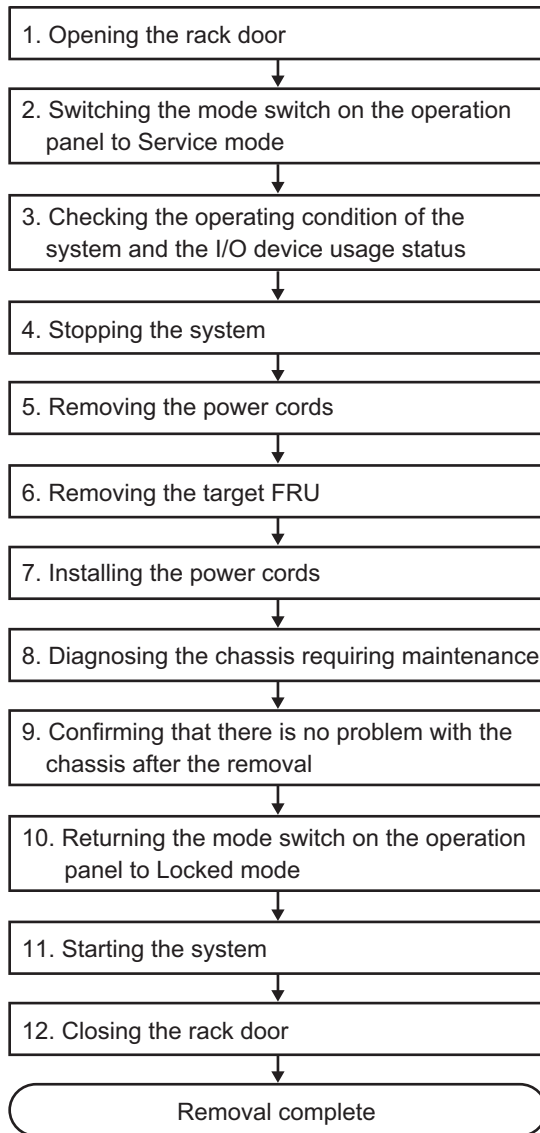 1. Opening the rack door
2. Switching the mode switch on the operation
panel to Service mode
3. Checking the operating condition of the
system and the I/O device usage status
4. Stopping the system
5. Removing the power cords
6. Removing the target FRU
7. Installing the power cords
8. Diagnosing the chassis requiring maintenance
9. Confirming that there is no problem with the
chassis after the removal
10. Returning the mode switch on the operation
panel to Locked mode
11. Starting the system
12. Closing the rack door
Removal complete